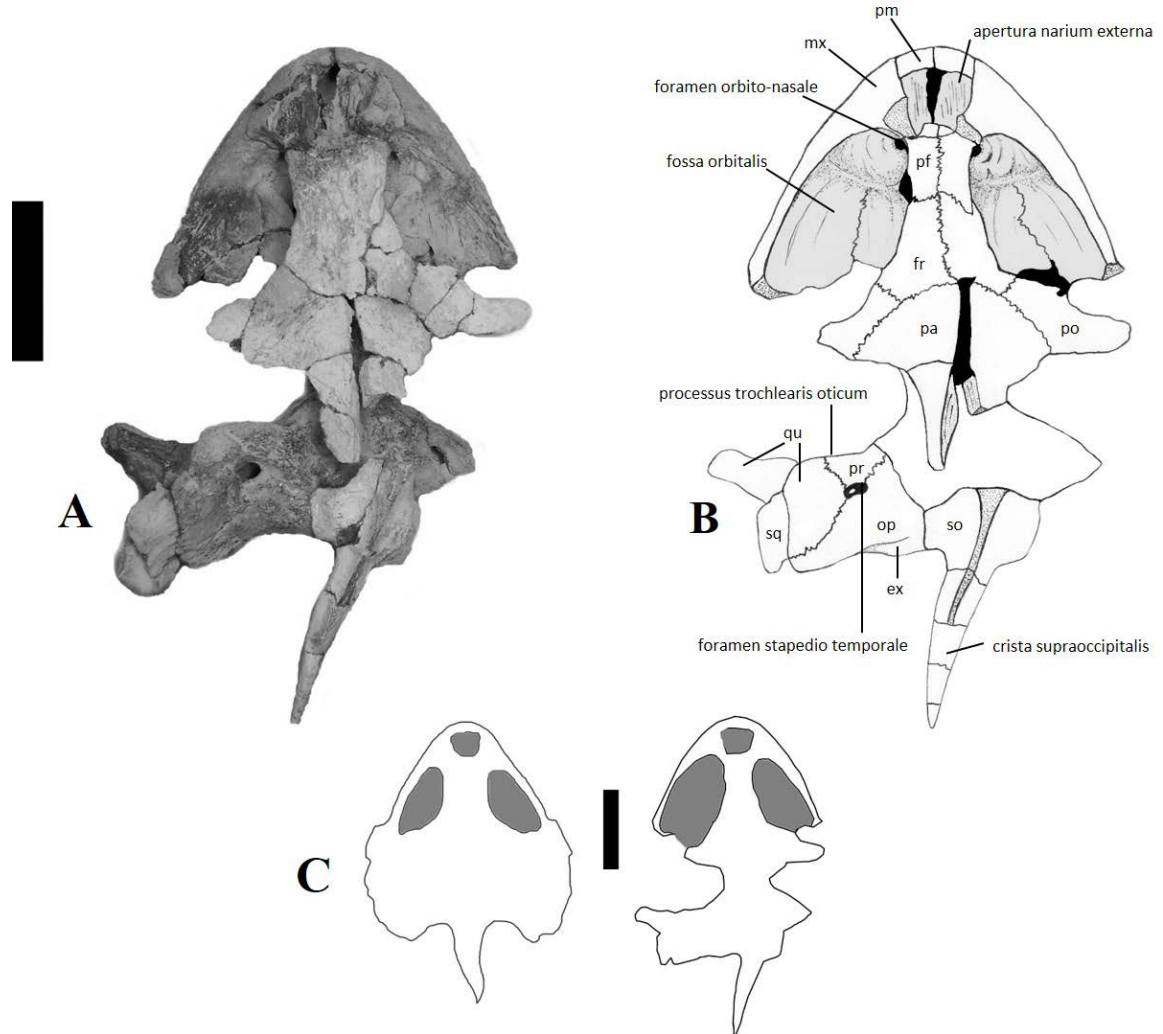 pm
mx
apertura narium externa
foramen orbito-nasale
fossa orbitalis
pf
fr
pa
po
processus trochlearis oticum
qu
pr
A
B
sq
op
so
ex
foramen stapedio temporale
crista supraoccipitalis
C